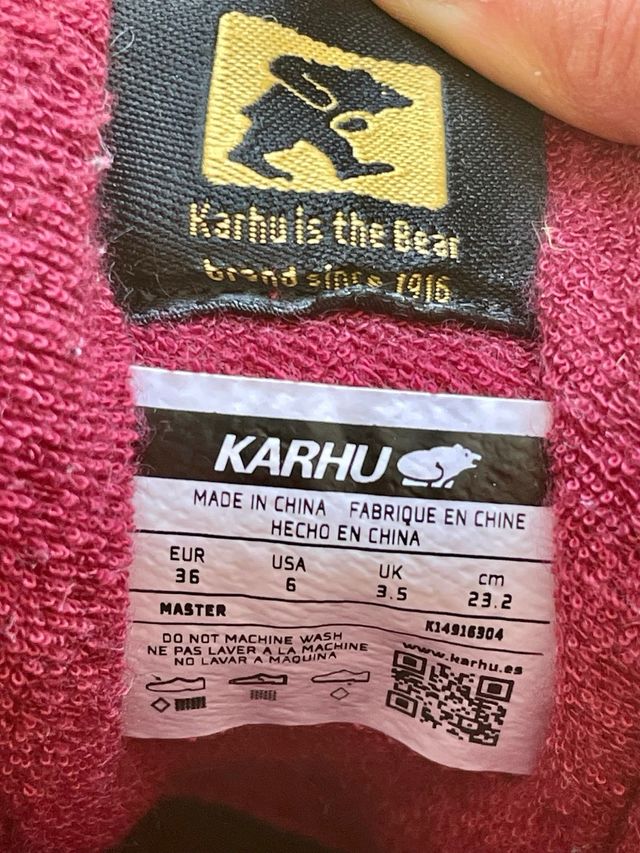 Karhu is the Bear
brand since 1916
KARHU
MADE IN CHINA FABRIQUE EN CHINE
HECHO EN CHINA
EUR USA UK cm
36 6 3.5 23.2
MASTER K14916304
DO NOT MACHINE WASH
NE PAS LAVER A LA MACHINE
NO LAVAR A MAQUINA
www.karhu.es